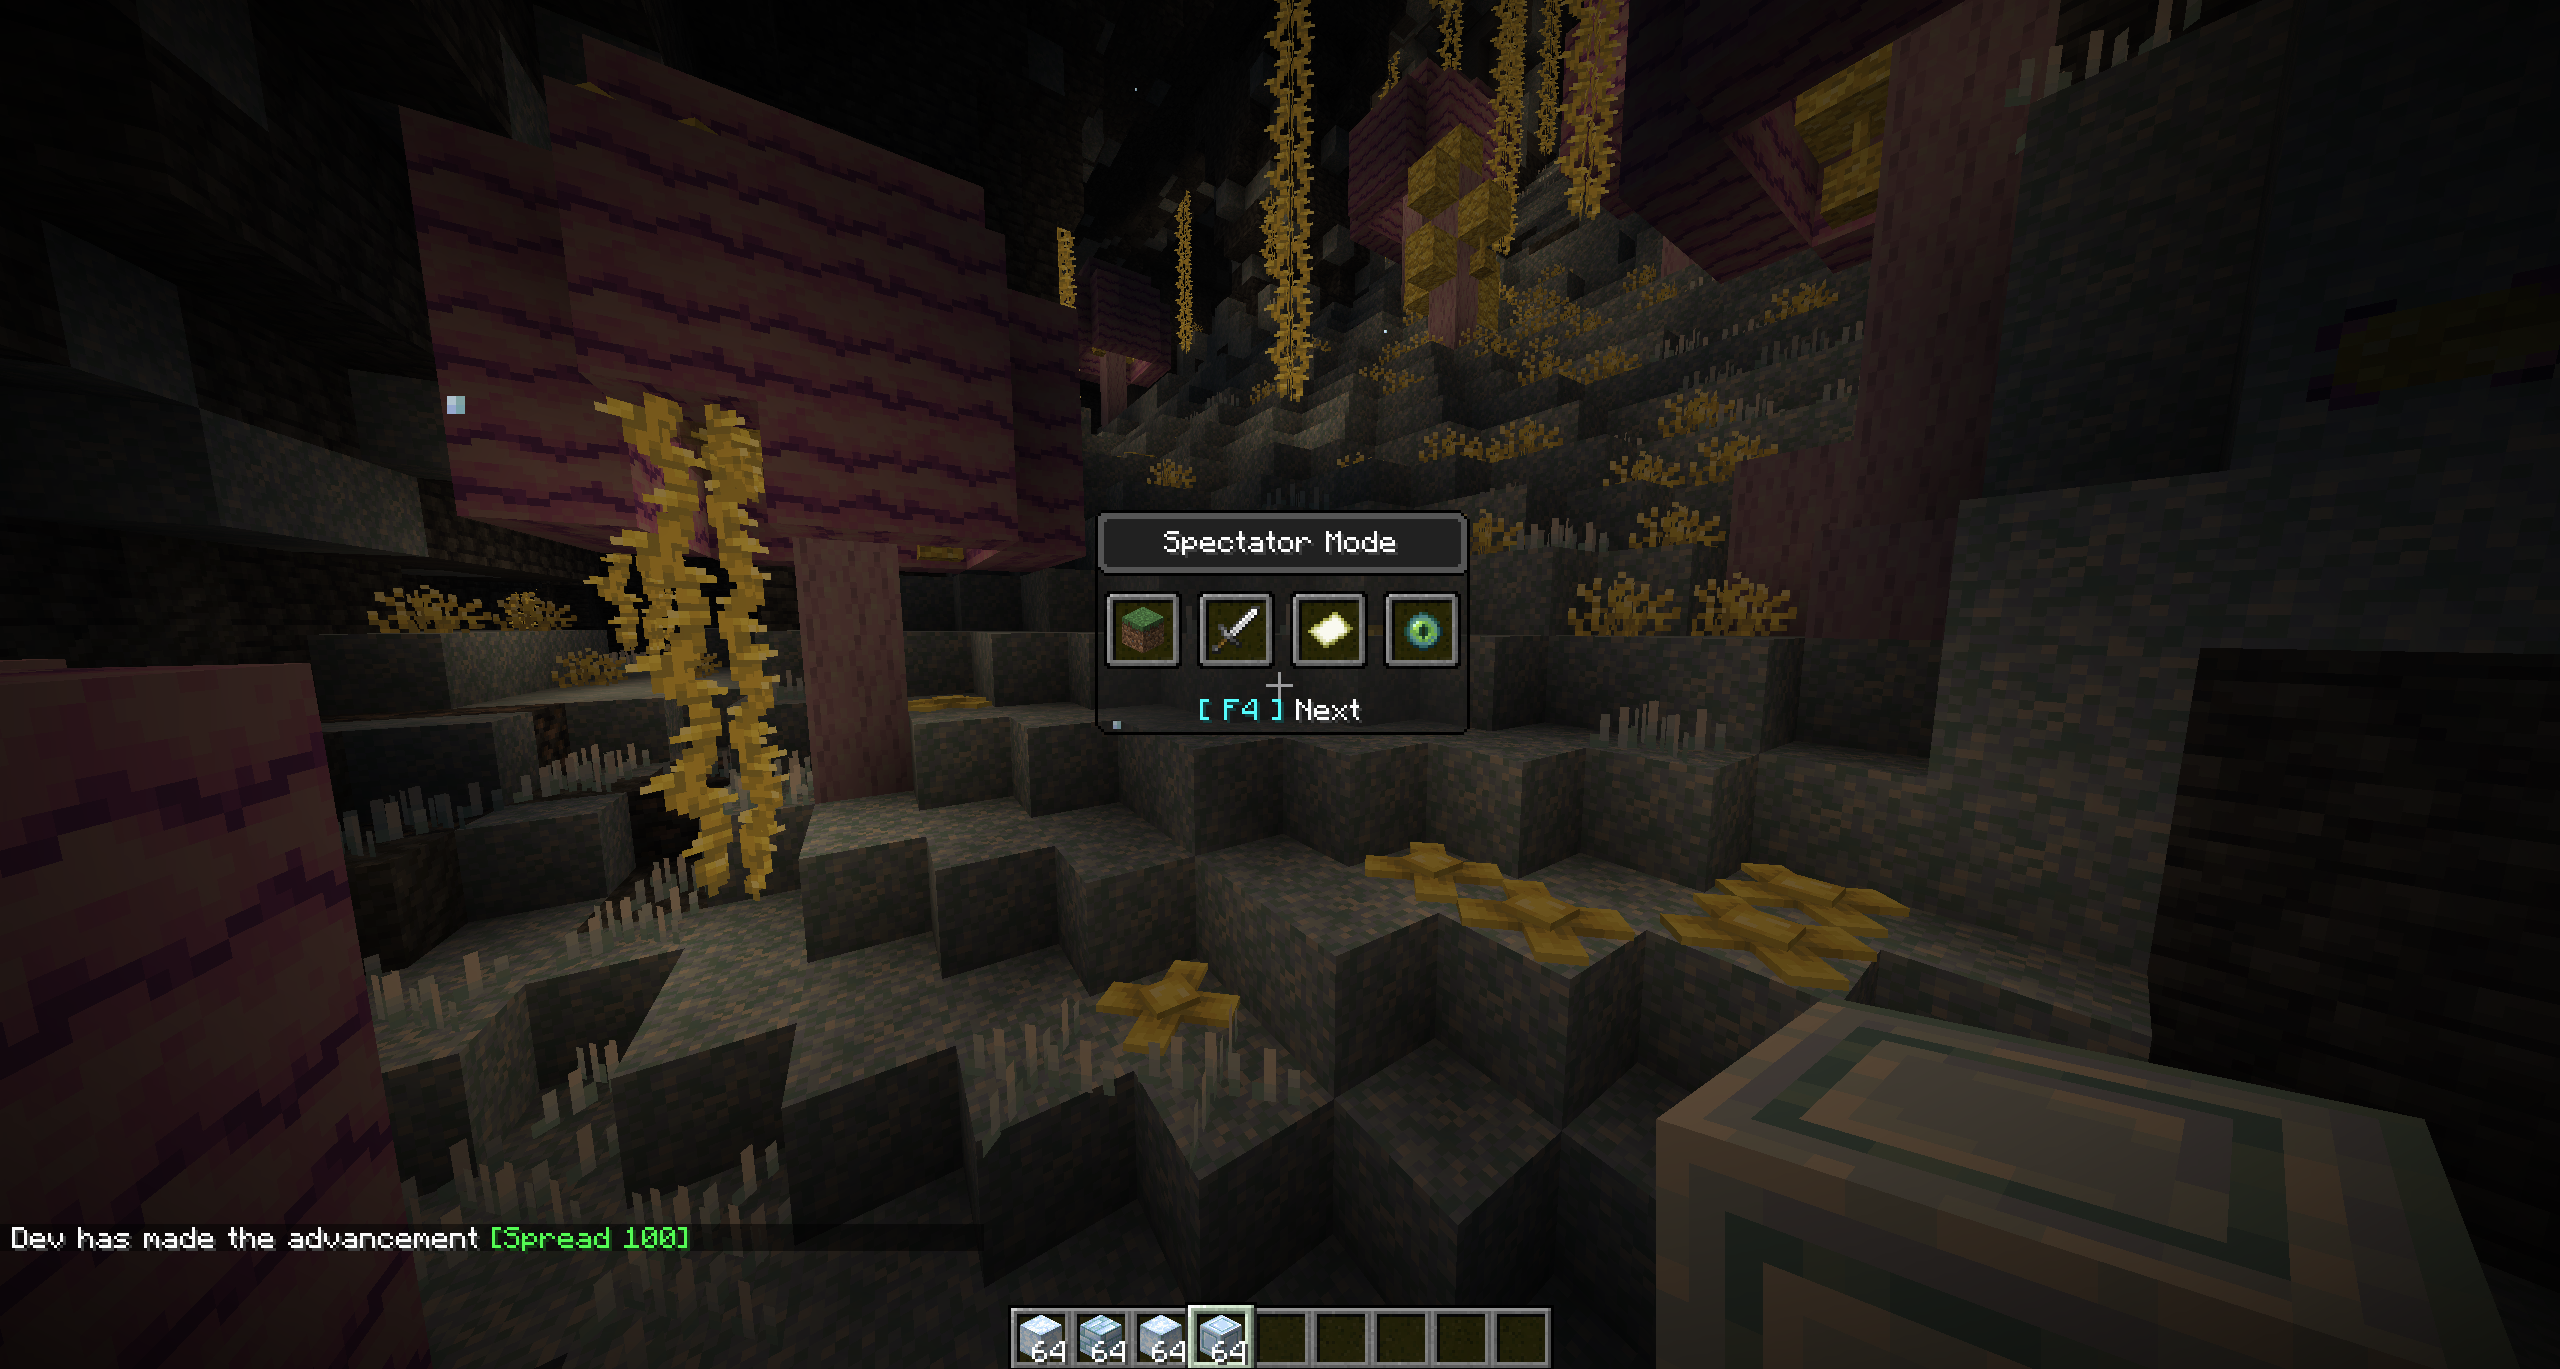 Spectator Mode
[ F4 ] Next
Dev has made the advancement [Spread 100]
64 64 64 64